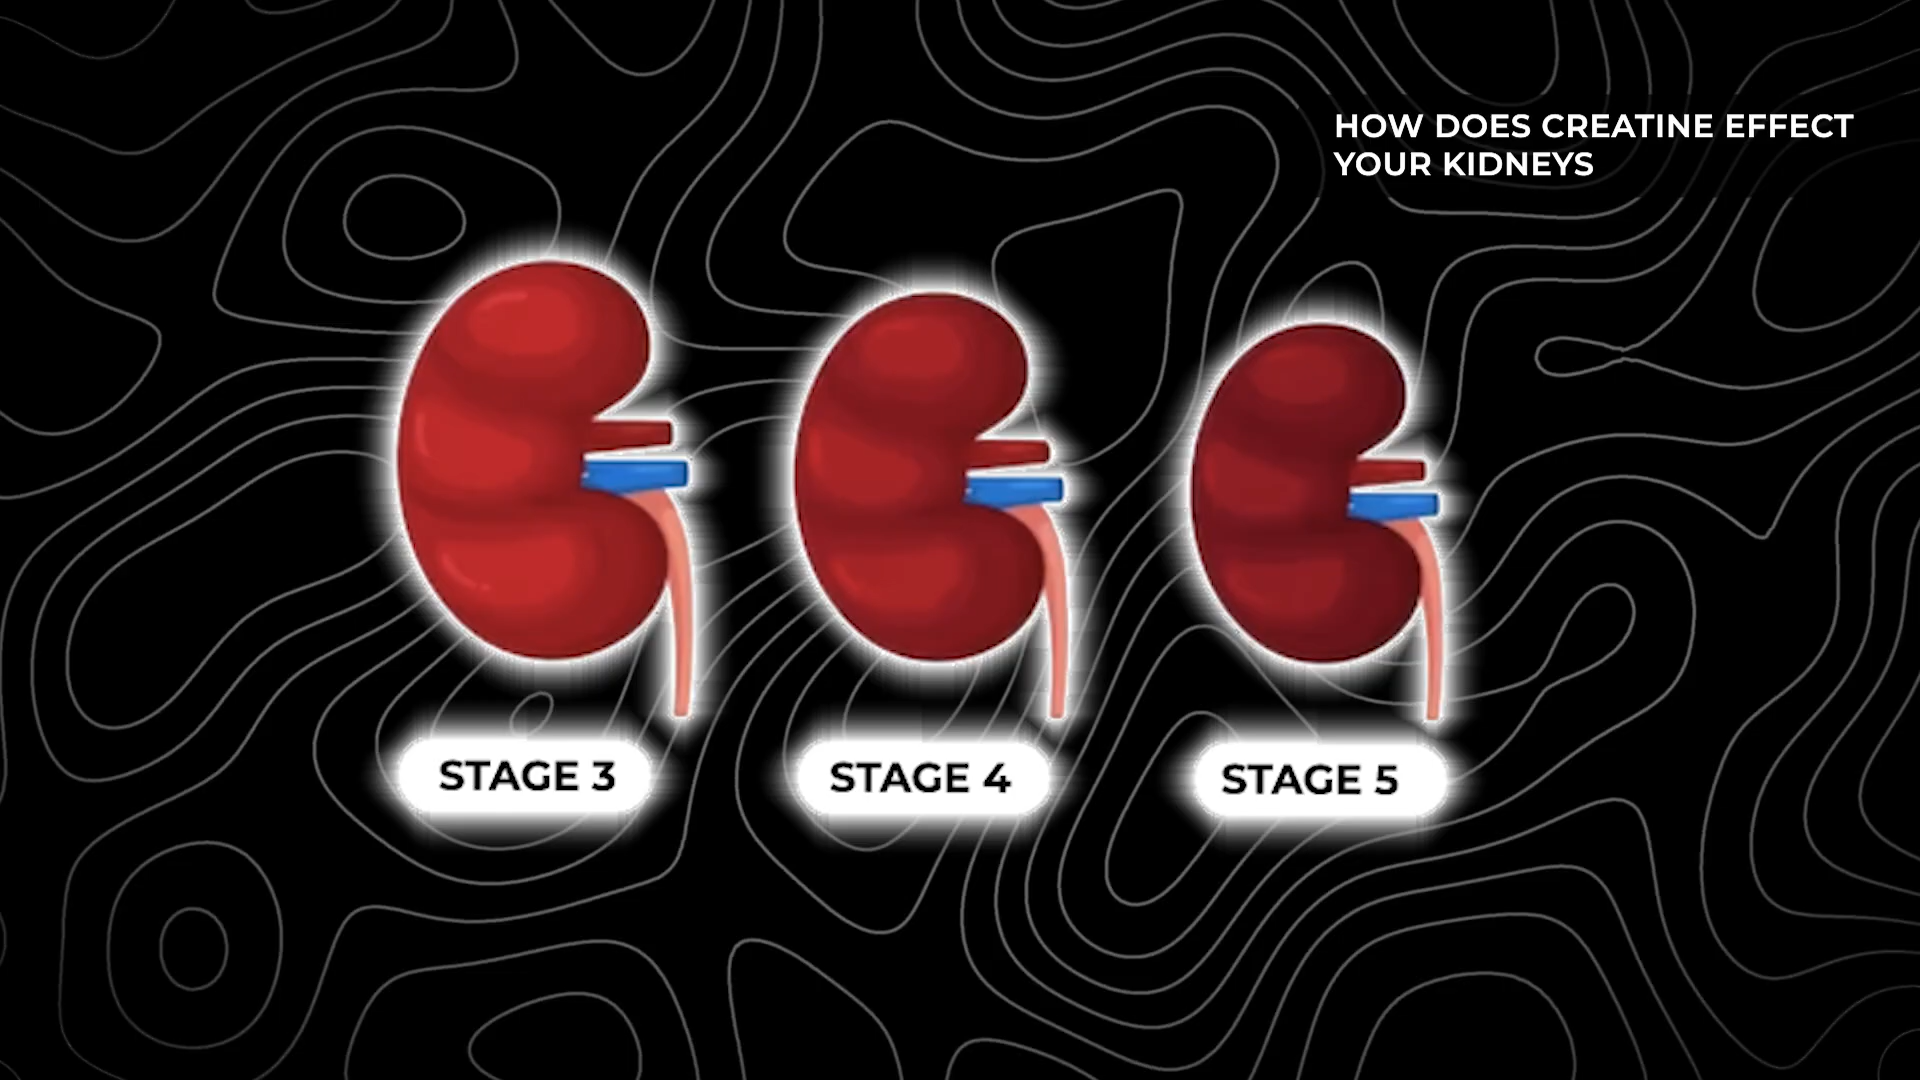 HOW DOES CREATINE EFFECT
YOUR KIDNEYS
STAGE 3
STAGE 4
STAGE 5